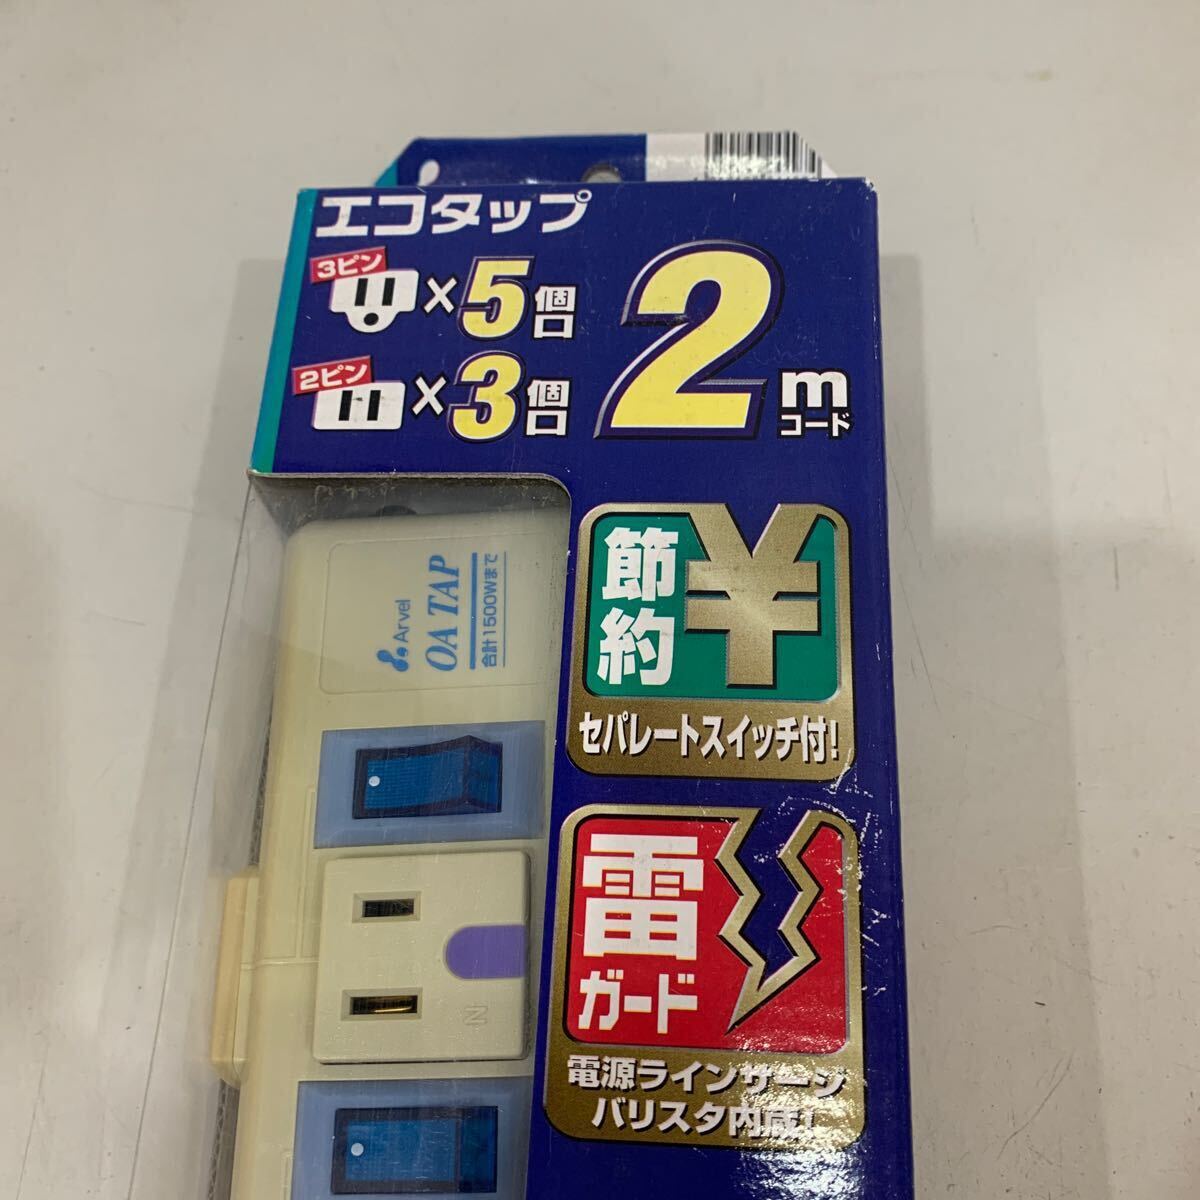 エコタップ
3ピン
×5個口
2ピン
×3個口
2m
コード
節約
¥
セパレートスイッチ付!
雷
ガード
電源ラインサージ
バリスタ内蔵!
Arvel
OA TAP
合計1500Wまで
N